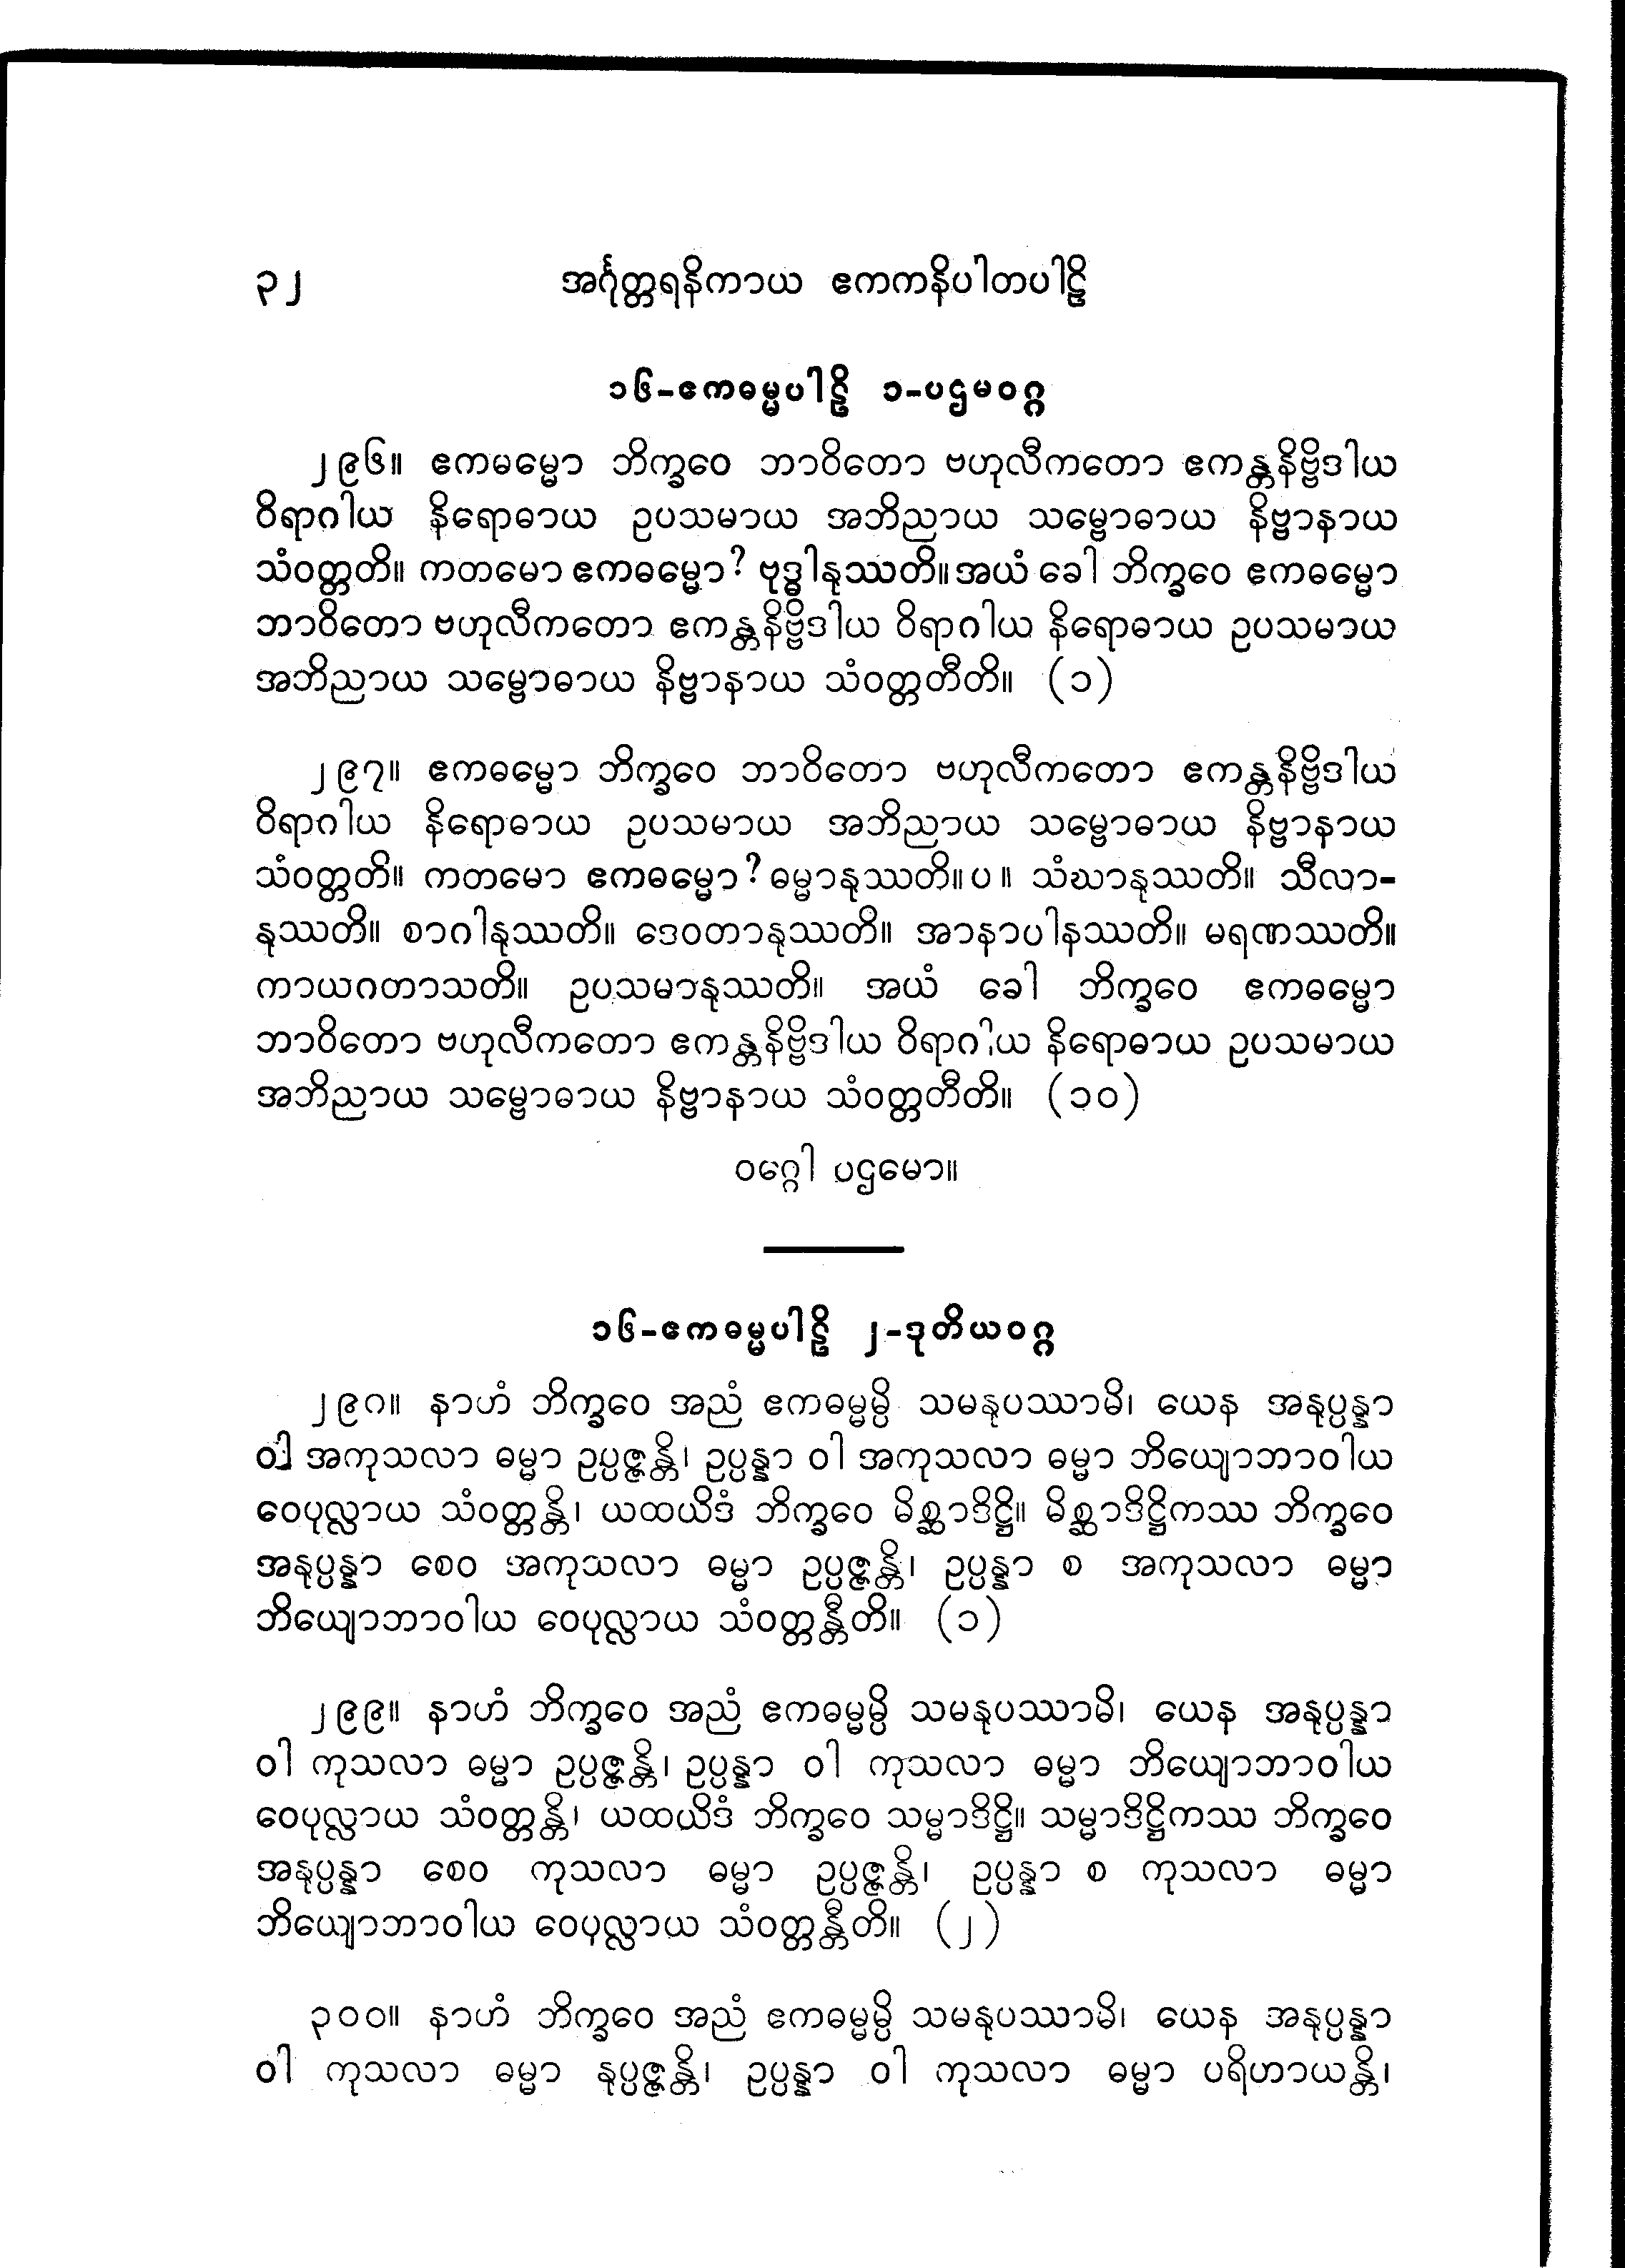 ၃၂ အင်္ဂုတ္တရနိကာယ ဧကကနိပါတပါဠိ
၁၆-ဧကဓမ္မပါဠိ ၁-ပဌမဝဂ္ဂ
၂၉၆။ ဧကမမ္မော ဘိက္ခဝေ ဘာဝိတော ဗဟုလီကတော ဧကန္တနိဗ္ဗိဒါယ
ဝိရာဂါယ နိရောဓာယ ဥပသမာယ အဘိညာယ သမ္ဗောဓာယ နိဗ္ဗာနာယ
သံဝတ္တတိ။ ကတမော ဧကဓမ္မော? ဗုဒ္ဓါနုဿတိ။ အယံ ခေါ ဘိက္ခဝေ ဧကဓမ္မော
ဘာဝိတော ဗဟုလီကတော ဧကန္တနိဗ္ဗိဒါယ ဝိရာဂါယ နိရောဓာယ ဥပသမာယ
အဘိညာယ သမ္ဗောဓာယ နိဗ္ဗာနာယ သံဝတ္တတီတိ။ (၁)
၂၉၇။ ဧကဓမ္မော ဘိက္ခဝေ ဘာဝိတော ဗဟုလီကတော ဧကန္တနိဗ္ဗိဒါယ
ဝိရာဂါယ နိရောဓာယ ဥပသမာယ အဘိညာယ သမ္ဗောဓာယ နိဗ္ဗာနာယ
သံဝတ္တတိ။ ကတမော ဧကဓမ္မော? ဓမ္မာနုဿတိ။ပ။ သံဃာနုဿတိ။ သီလာ-
နုဿတိ။ စာဂါနုဿတိ။ ဒေဝတာနုဿတိ။ အာနာပါနဿတိ။ မရဏဿတိ။
ကာယဂတာသတိ။ ဥပသမာနုဿတိ။ အယံ ခေါ ဘိက္ခဝေ ဧကဓမ္မော
ဘာဝိတော ဗဟုလီကတော ဧကန္တနိဗ္ဗိဒါယ ဝိရာဂါယ နိရောဓာယ ဥပသမာယ
အဘိညာယ သမ္ဗောဓာယ နိဗ္ဗာနာယ သံဝတ္တတီတိ။ (၁၀)
ဝဂ္ဂေါ ပဌမော။
၁၆-ဧကဓမ္မပါဠိ ၂-ဒုတိယဝဂ္ဂ
၂၉၈။ နာဟံ ဘိက္ခဝေ အညံ ဧကဓမ္မမ္ပိ သမနုပဿာမိ၊ ယေန အနုပ္ပန္နာ
ဝါ အကုသလာ ဓမ္မာ ဥပ္ပဇ္ဇန္တိ၊ ဥပ္ပန္နာ ဝါ အကုသလာ ဓမ္မာ ဘိယျောဘာဝါယ
ဝေပုလ္လာယ သံဝတ္တန္တိ၊ ယထယိဒံ ဘိက္ခဝေ မိစ္ဆာဒိဋ္ဌိ။ မိစ္ဆာဒိဋ္ဌိကဿ ဘိက္ခဝေ
အနုပ္ပန္နာ စေဝ အကုသလာ ဓမ္မာ ဥပ္ပဇ္ဇန္တိ၊ ဥပ္ပန္နာ စ အကုသလာ ဓမ္မာ
ဘိယျောဘာဝါယ ဝေပုလ္လာယ သံဝတ္တန္တီတိ။ (၁)
၂၉၉။ နာဟံ ဘိက္ခဝေ အညံ ဧကဓမ္မမ္ပိ သမနုပဿာမိ၊ ယေန အနုပ္ပန္နာ
ဝါ ကုသလာ ဓမ္မာ ဥပ္ပဇ္ဇန္တိ၊ ဥပ္ပန္နာ ဝါ ကုသလာ ဓမ္မာ ဘိယျောဘာဝါယ
ဝေပုလ္လာယ သံဝတ္တန္တိ၊ ယထယိဒံ ဘိက္ခဝေ သမ္မာဒိဋ္ဌိ။ သမ္မာဒိဋ္ဌိကဿ ဘိက္ခဝေ
အနုပ္ပန္နာ စေဝ ကုသလာ ဓမ္မာ ဥပ္ပဇ္ဇန္တိ၊ ဥပ္ပန္နာ စ ကုသလာ ဓမ္မာ
ဘိယျောဘာဝါယ ဝေပုလ္လာယ သံဝတ္တန္တီတိ။ (၂)
၃၀၀။ နာဟံ ဘိက္ခဝေ အညံ ဧကဓမ္မမ္ပိ သမနုပဿာမိ၊ ယေန အနုပ္ပန္နာ
ဝါ ကုသလာ ဓမ္မာ နုပ္ပဇ္ဇန္တိ၊ ဥပ္ပန္နာ ဝါ ကုသလာ ဓမ္မာ ပရိဟာယန္တိ၊